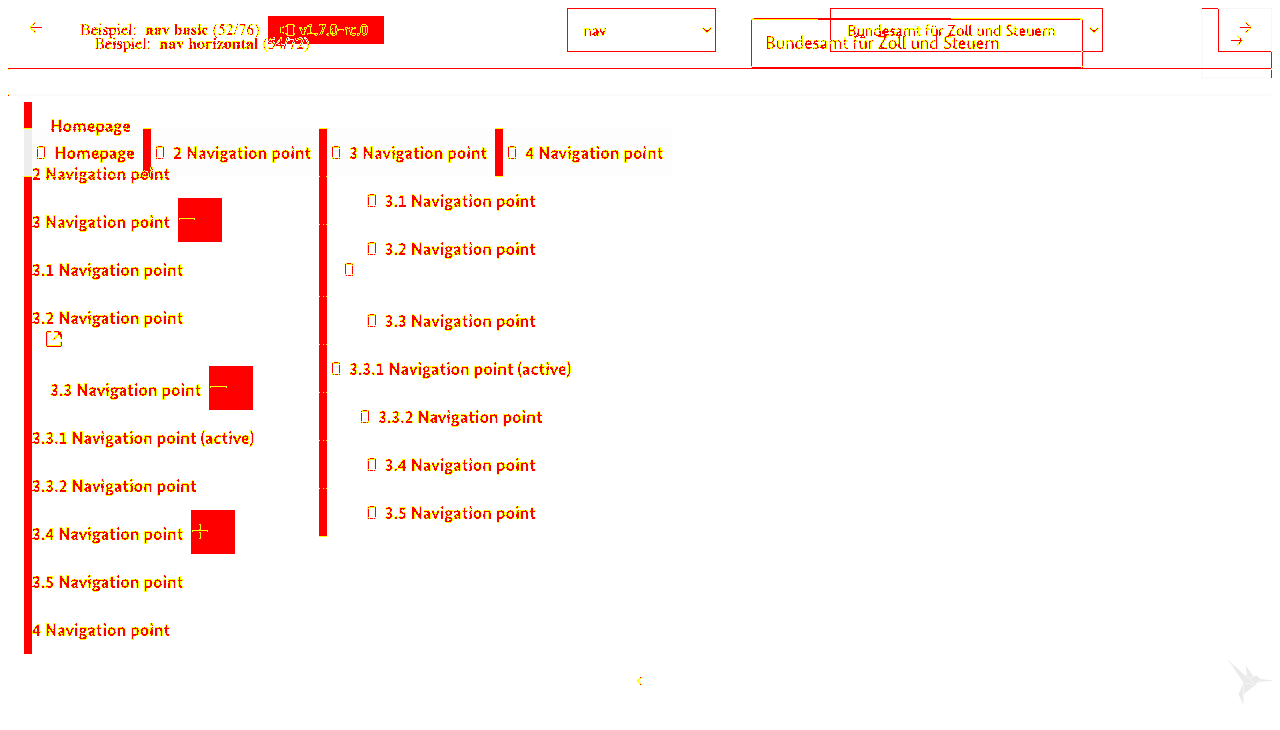 Beispiel: nav basic (52/76) v1.7.0-rc.0 nav Bundesamt für Zoll und Steuern
Beispiel: nav horizontal (54/72) Bundesamt für Zoll und Steuern
Homepage
Homepage 2 Navigation point 3 Navigation point 4 Navigation point
2 Navigation point
3.1 Navigation point
3 Navigation point
3.2 Navigation point
3.1 Navigation point
3.2 Navigation point
3.3 Navigation point
3.3.1 Navigation point (active)
3.3 Navigation point
3.3.2 Navigation point
3.3.1 Navigation point (active)
3.4 Navigation point
3.3.2 Navigation point
3.5 Navigation point
3.4 Navigation point
3.5 Navigation point
4 Navigation point